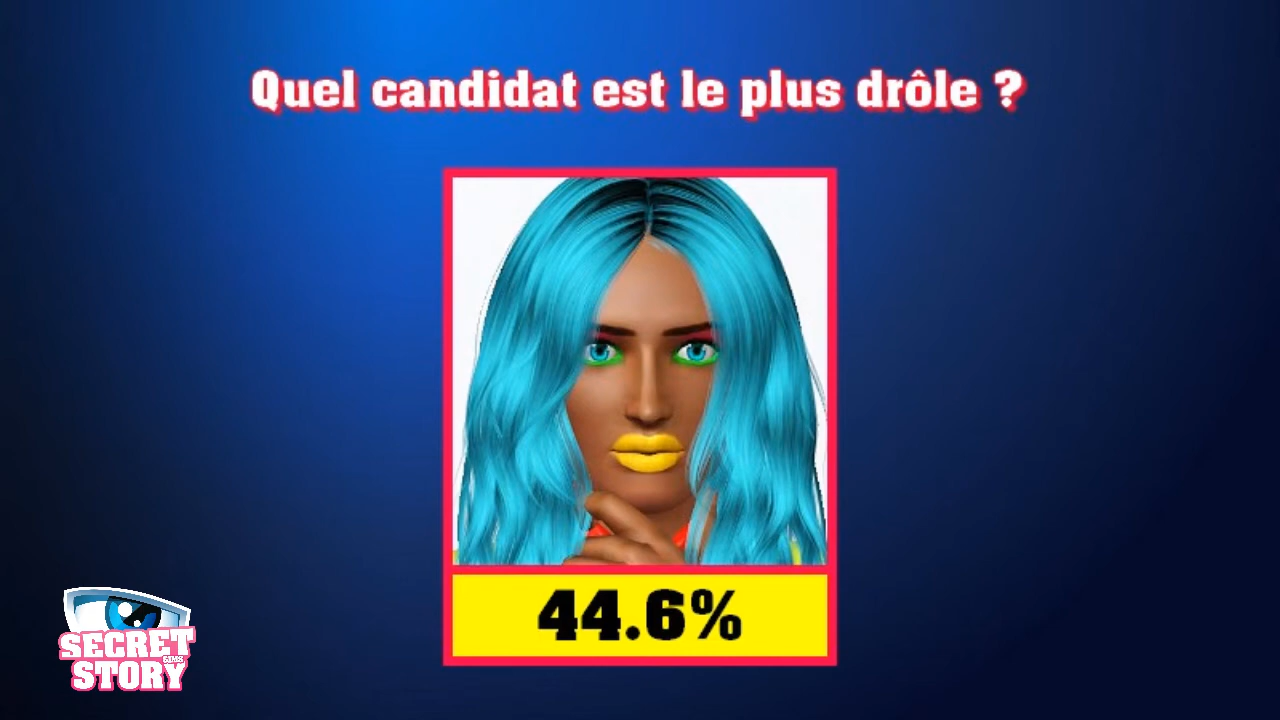 Quel candidat est le plus drôle ?
44.6%
SECRET
SIMS
STORY